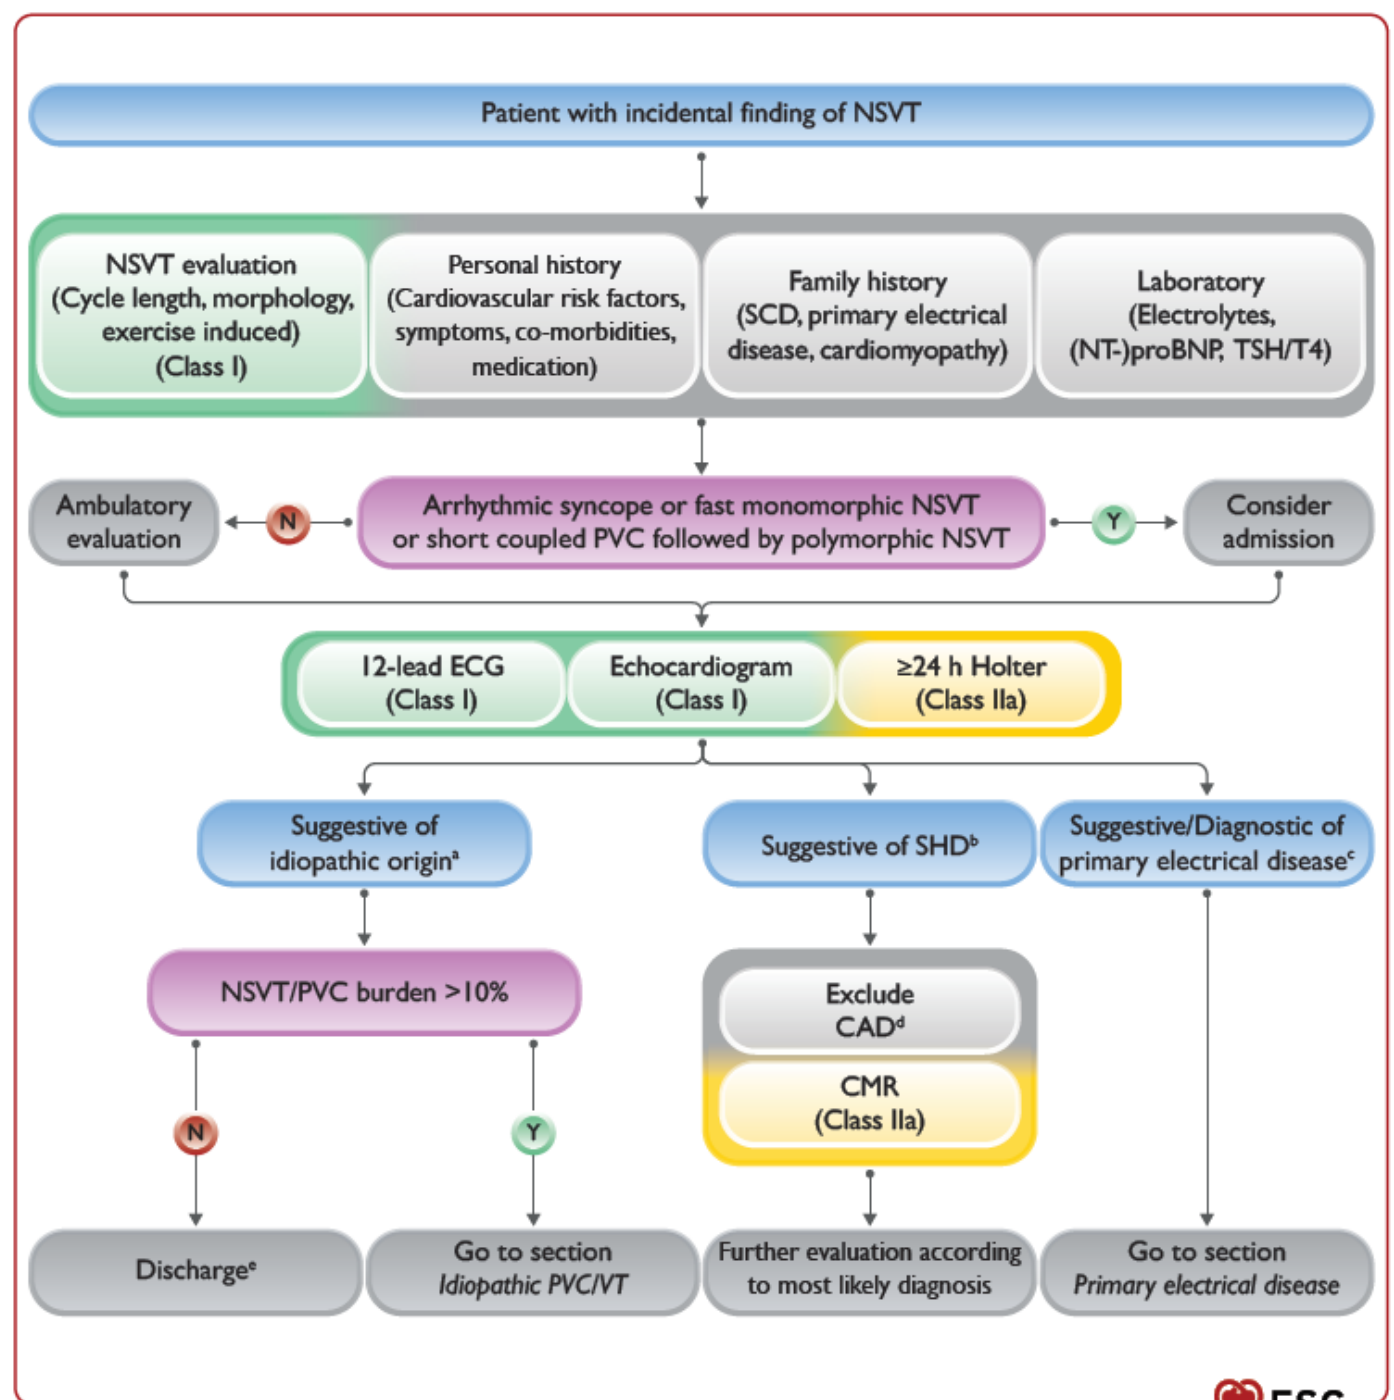 Patient with incidental finding of NSVT
NSVT evaluation
(Cycle length, morphology,
exercise induced)
(Class I)
Personal history
(Cardiovascular risk factors,
symptoms, co-morbidities,
medication)
Family history
(SCD, primary electrical
disease, cardiomyopathy)
Laboratory
(Electrolytes,
(NT-)proBNP, TSH/T4)
Ambulatory
evaluation
N
Arrhythmic syncope or fast monomorphic NSVT
or short coupled PVC followed by polymorphic NSVT
Y
Consider
admission
12-lead ECG
(Class I)
Echocardiogram
(Class I)
≥24 h Holter
(Class IIa)
Suggestive of
idiopathic originᵃ
Suggestive of SHDᵇ
Suggestive/Diagnostic of
primary electrical diseaseᶜ
NSVT/PVC burden >10%
Exclude
CADᵈ
CMR
(Class IIa)
N
Y
Dischargeᵉ
Go to section
Idiopathic PVC/VT
Further evaluation according
to most likely diagnosis
Go to section
Primary electrical disease
ESC